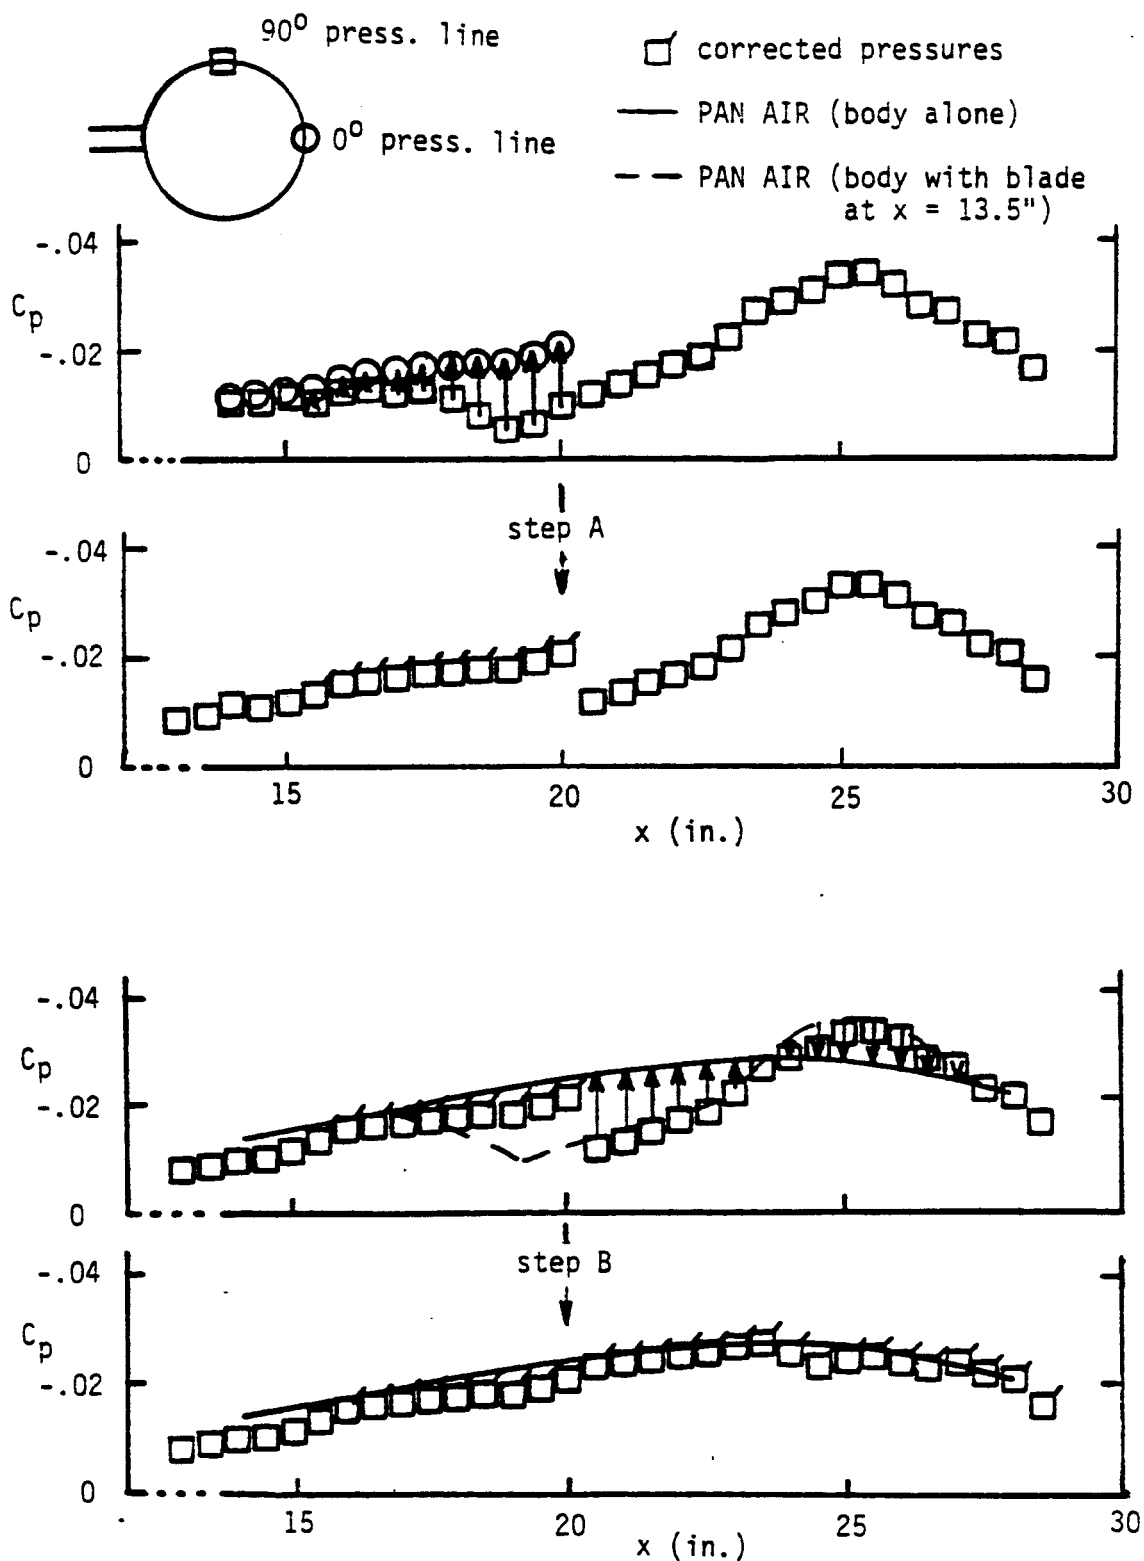 90⁰ press. line
0⁰ press. line
corrected pressures
PAN AIR (body alone)
PAN AIR (body with blade
at x = 13.5")
-.04
Cp
-.02
0
step A
-.04
Cp
-.02
0
15
20
25
30
x (in.)
-.04
Cp
-.02
0
step B
-.04
Cp
-.02
0
15
20
25
30
x (in.)